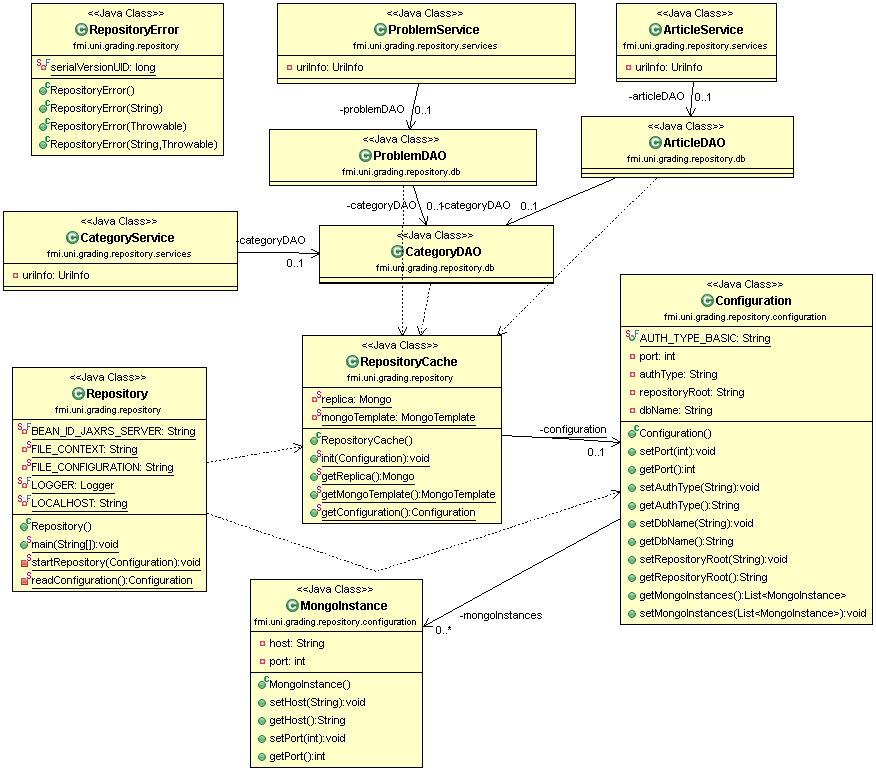 <<Java Class>>
RepositoryError
fmi.uni.grading.repository
serialVersionUID: long
RepositoryError()
RepositoryError(String)
RepositoryError(Throwable)
RepositoryError(String,Throwable)
<<Java Class>>
ProblemService
fmi.uni.grading.repository.services
uriInfo: UriInfo
<<Java Class>>
ArticleService
fmi.uni.grading.repository.services
uriInfo: UriInfo
-problemDAO
0..1
-articleDAO
0..1
<<Java Class>>
ProblemDAO
fmi.uni.grading.repository.db
<<Java Class>>
ArticleDAO
fmi.uni.grading.repository.db
-categoryDAO
0..1
-categoryDAO
0..1
<<Java Class>>
CategoryService
fmi.uni.grading.repository.services
uriInfo: UriInfo
-categoryDAO
0..1
<<Java Class>>
CategoryDAO
fmi.uni.grading.repository.db
<<Java Class>>
Configuration
fmi.uni.grading.repository.configuration
AUTH_TYPE_BASIC: String
port: int
authType: String
repositoryRoot: String
dbName: String
Configuration()
setPort(int):void
getPort():int
setAuthType(String):void
getAuthType():String
setDbName(String):void
getDbName():String
setRepositoryRoot(String):void
getRepositoryRoot():String
getMongoInstances():List<MongoInstance>
setMongoInstances(List<MongoInstance>):void
<<Java Class>>
RepositoryCache
fmi.uni.grading.repository
replica: Mongo
mongoTemplate: MongoTemplate
RepositoryCache()
init(Configuration):void
getReplica():Mongo
getMongoTemplate():MongoTemplate
getConfiguration():Configuration
-configuration
0..1
<<Java Class>>
Repository
fmi.uni.grading.repository
BEAN_ID_JAXRS_SERVER: String
FILE_CONTEXT: String
FILE_CONFIGURATION: String
LOGGER: Logger
LOCALHOST: String
Repository()
main(String[]):void
startRepository(Configuration):void
readConfiguration():Configuration
<<Java Class>>
MongoInstance
fmi.uni.grading.repository.configuration
host: String
port: int
MongoInstance()
setHost(String):void
getHost():String
setPort(int):void
getPort():int
-mongoInstances
0..*